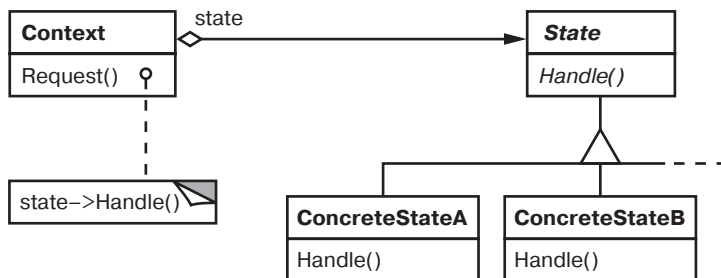 state
Context
State
Request()
Handle()
state–>Handle()
ConcreteStateA
ConcreteStateB
Handle()
Handle()